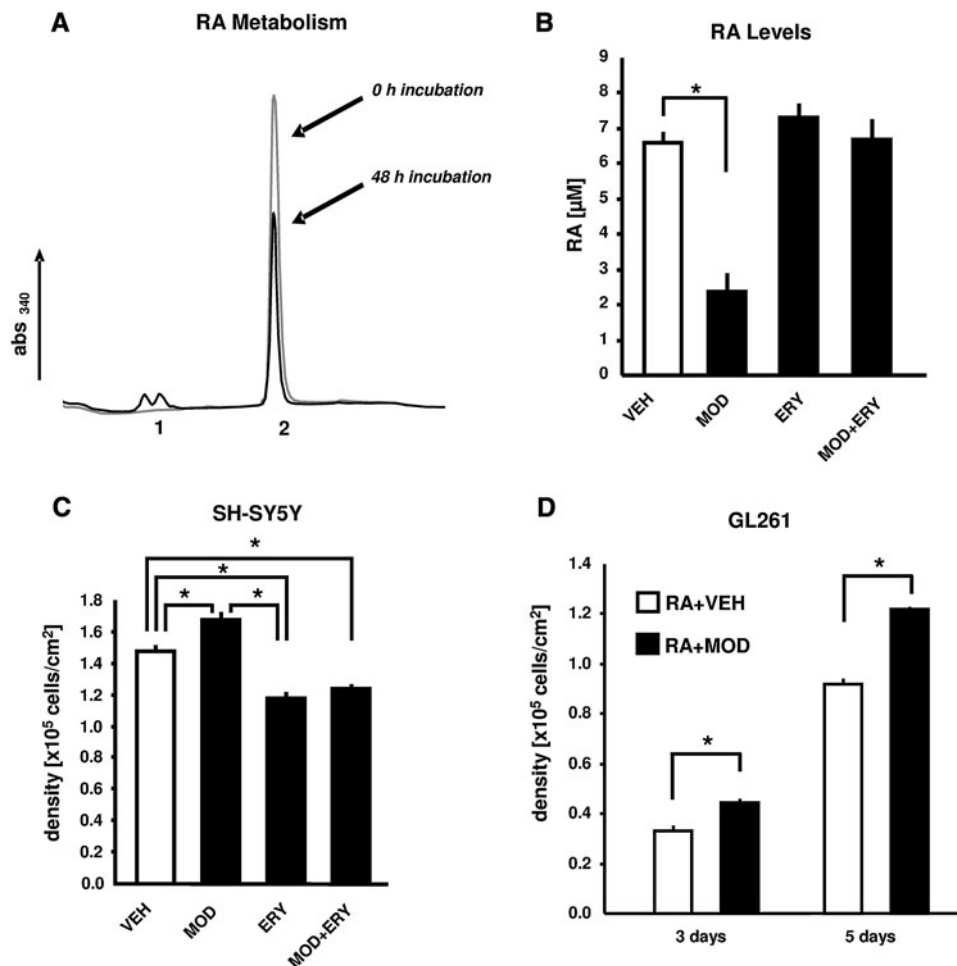 A
RA Metabolism
0 h incubation
48 h incubation
abs 340
1
2
B
RA Levels
RA [µM]
9
8
7
6
5
4
3
2
1
0
*
VEH
MOD
ERY
MOD+ERY
C
SH-SY5Y
density [x10⁵ cells/cm²]
1.8
1.6
1.4
1.2
1.0
0.8
0.6
0.4
0.2
0.0
*
*
*
*
VEH
MOD
ERY
MOD+ERY
D
GL261
density [x10⁵ cells/cm²]
1.4
1.2
1.0
0.8
0.6
0.4
0.2
0.0
RA+VEH
RA+MOD
*
*
3 days
5 days